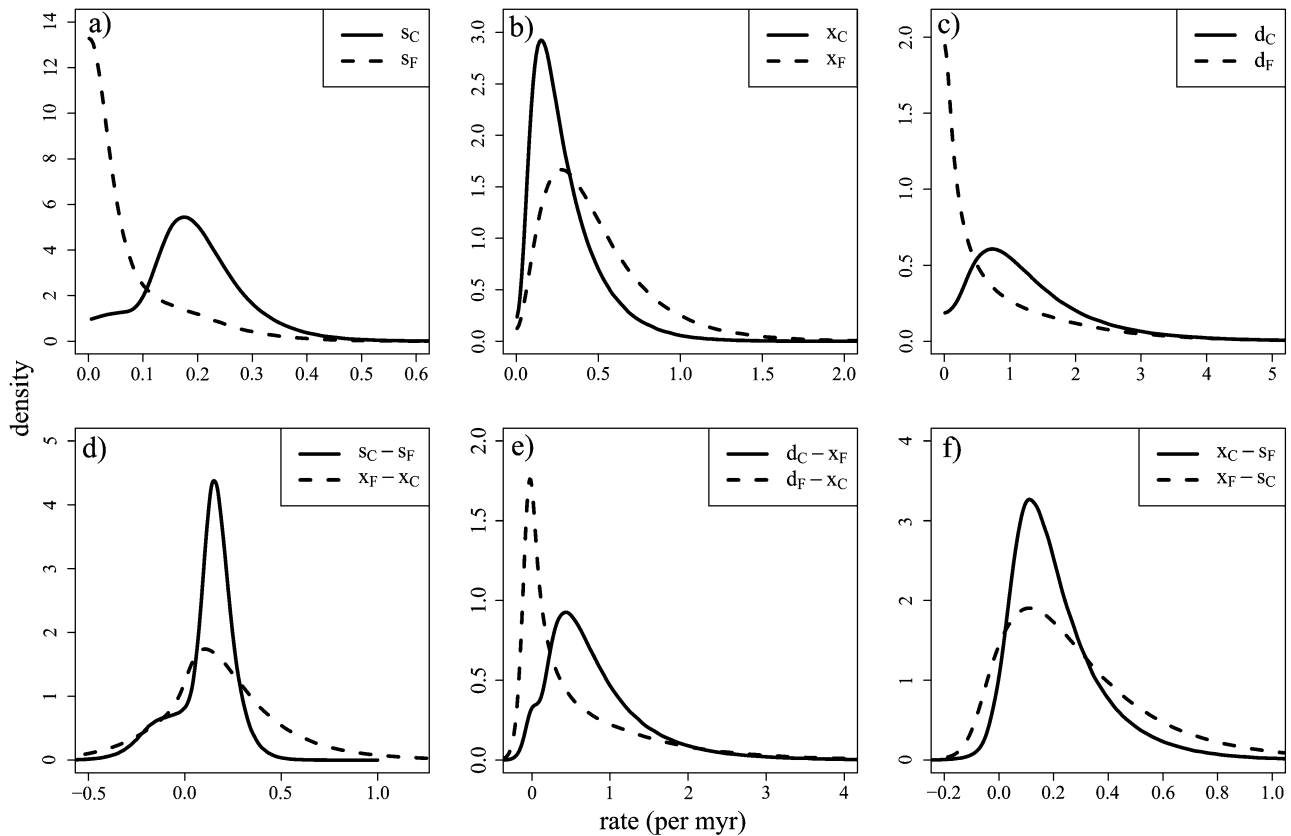 a)
s_C
s_F
14
12
10
8
6
4
2
0
0.0 0.1 0.2 0.3 0.4 0.5 0.6
b)
x_C
x_F
3.0
2.5
2.0
1.5
1.0
0.5
0.0
0.0 0.5 1.0 1.5 2.0
c)
d_C
d_F
2.0
1.5
1.0
0.5
0.0
0 1 2 3 4 5
density
d)
s_C − s_F
x_F − x_C
5
4
3
2
1
0
−0.5 0.0 0.5 1.0
e)
d_C − x_F
d_F − x_C
2.0
1.5
1.0
0.5
0.0
0 1 2 3 4
f)
x_C − s_F
x_F − s_C
4
3
2
1
0
−0.2 0.0 0.2 0.4 0.6 0.8 1.0
rate (per myr)